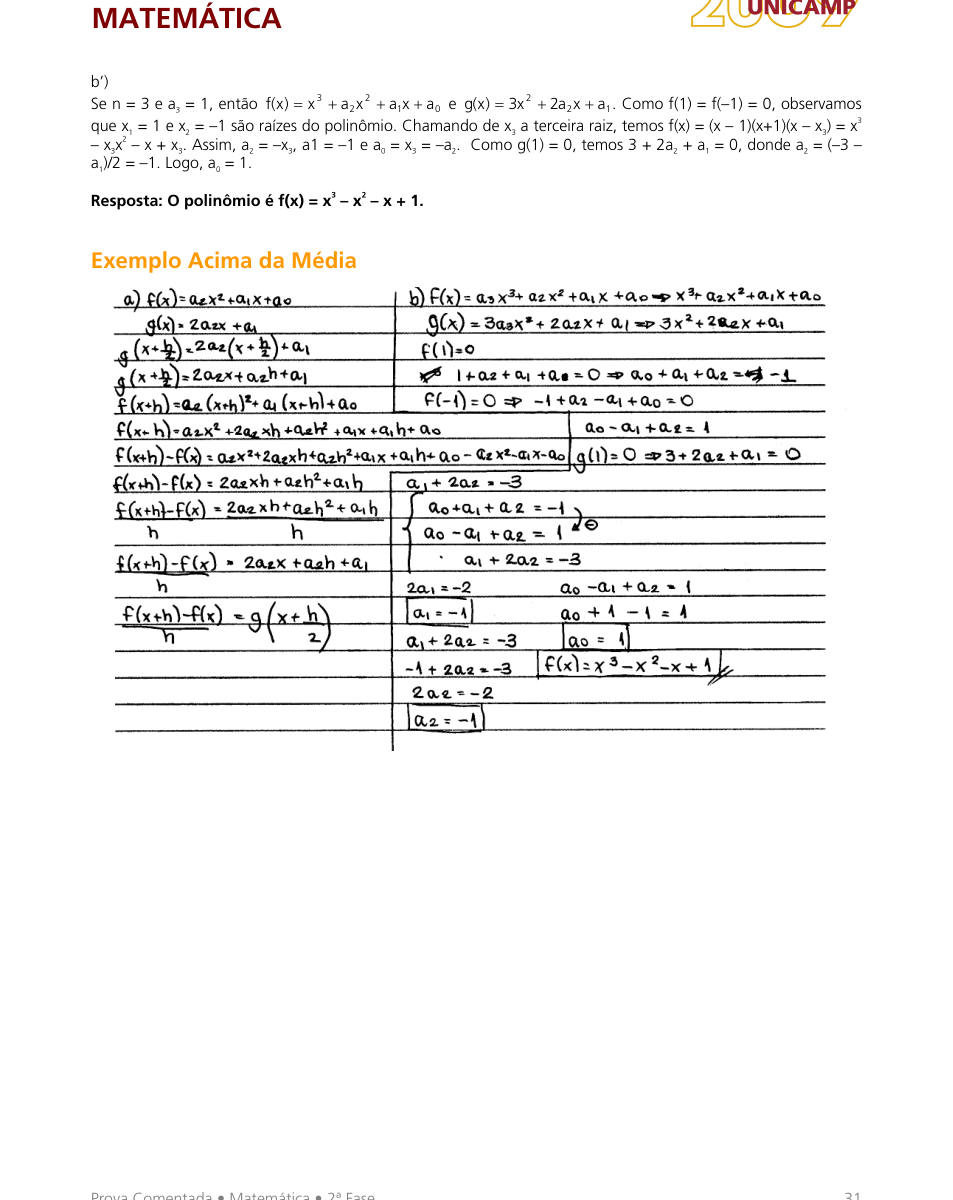 MATEMÁTICA
2009 UNICAMP
b’)
Se n = 3 e a₃ = 1, então f(x) = x³ + a₂x² + a₁x + a₀ e g(x) = 3x² + 2a₂x + a₁. Como f(1) = f(–1) = 0, observamos
que x₁ = 1 e x₂ = –1 são raízes do polinômio. Chamando de x₃ a terceira raiz, temos f(x) = (x – 1)(x+1)(x – x₃) = x³
– x₃x² – x + x₃. Assim, a₂ = –x₃, a1 = –1 e a₀ = x₃ = –a₂. Como g(1) = 0, temos 3 + 2a₂ + a₁ = 0, donde a₂ = (–3 –
a₁)/2 = –1. Logo, a₀ = 1.
Resposta: O polinômio é f(x) = x³ – x² – x + 1.
Exemplo Acima da Média
a) f(x)=a₂x²+a₁x+a₀
g(x)=2a₂x+a₁
g(x+h/2)=2a₂(x+h/2)+a₁
g(x+h/2)=2a₂x+a₂h+a₁
f(x+h)=a₂(x+h)²+a₁(x+h)+a₀
f(x+h)=a₂x²+2a₂xh+a₂h²+a₁x+a₁h+a₀
f(x+h)-f(x)=a₂x²+2a₂xh+a₂h²+a₁x+a₁h+a₀-a₂x²-a₁x-a₀
f(x+h)-f(x)=2a₂xh+a₂h²+a₁h
f(x+h)-f(x) = 2a₂xh+a₂h²+a₁h
h h
f(x+h)-f(x) = 2a₂x+a₂h+a₁
h
f(x+h)-f(x) = g(x+h/2)
h
b) f(x)=a₃x³+a₂x²+a₁x+a₀ ⇒ x³+a₂x²+a₁x+a₀
g(x)=3a₃x²+2a₂x+a₁ ⇒ 3x²+2a₂x+a₁
f(1)=0
1+a₂+a₁+a₀=0 ⇒ a₀+a₁+a₂=-1
f(-1)=0 ⇒ -1+a₂-a₁+a₀=0
a₀-a₁+a₂=1
g(1)=0 ⇒ 3+2a₂+a₁=0
a₁+2a₂=-3
a₀+a₁+a₂=-1
a₀-a₁+a₂=1 ⊖
a₁+2a₂=-3
2a₁=-2
a₁=-1
a₁+2a₂=-3
-1+2a₂=-3
2a₂=-2
a₂=-1
a₀-a₁+a₂=1
a₀+1-1=1
a₀=1
f(x)=x³-x²-x+1
Prova Comentada • Matemática • 2ª Fase
31